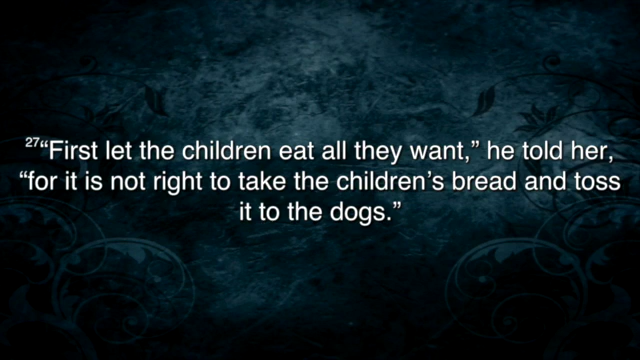 27“First let the children eat all they want,” he told her,
“for it is not right to take the children’s bread and toss
it to the dogs.”